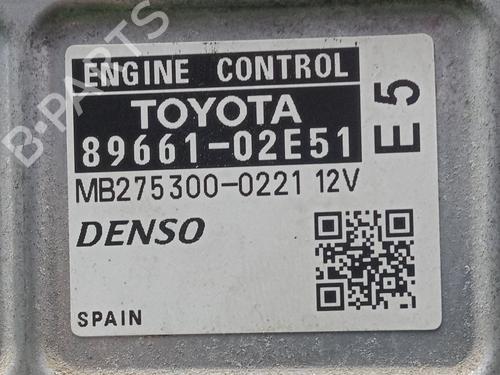 ENGINE CONTROL
TOYOTA
89661-02E51
E5
MB275300-0221 12V
DENSO
SPAIN
B-PARTS